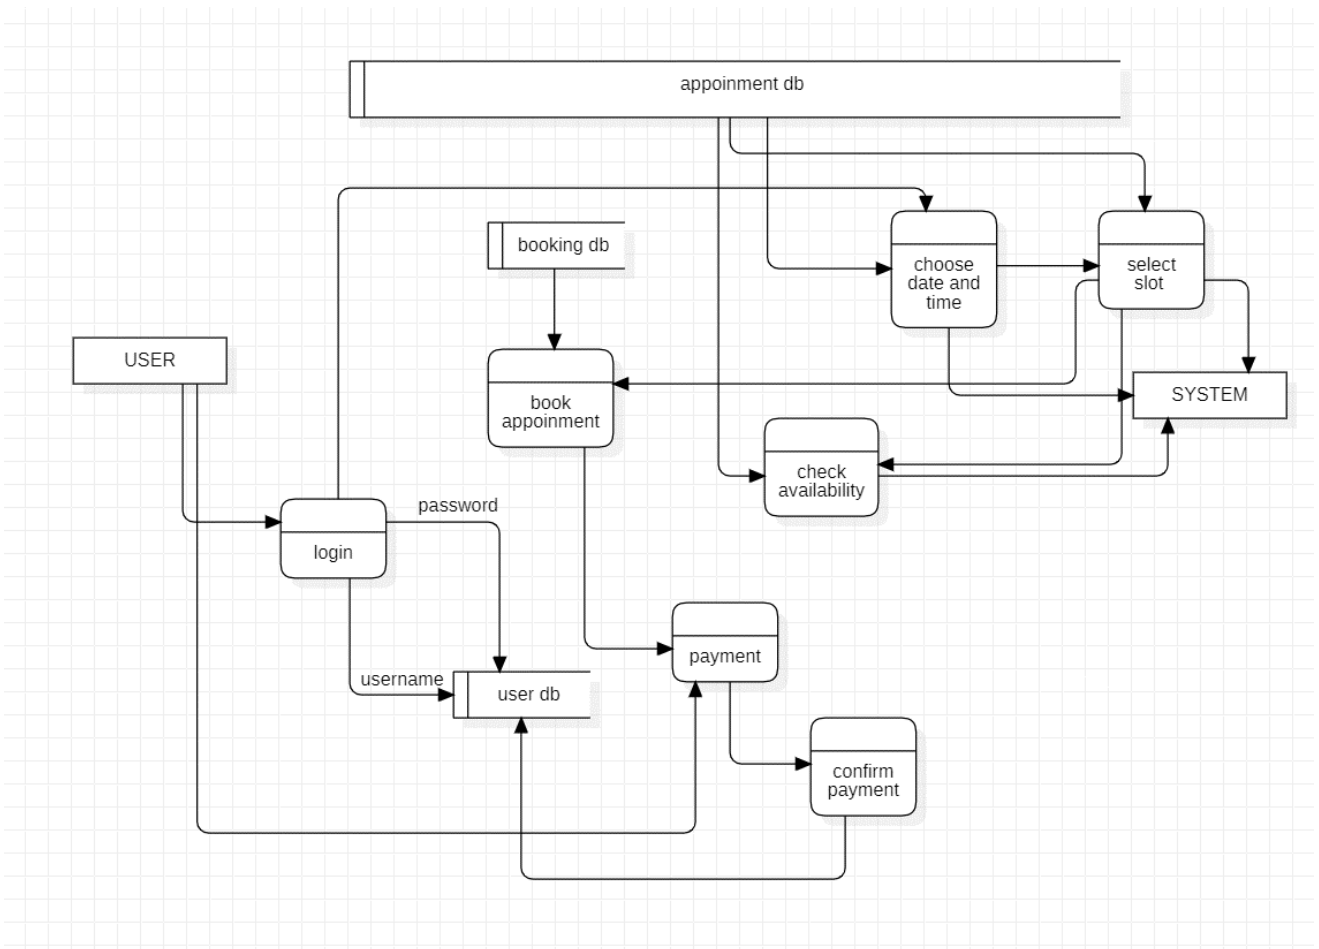 appoinment db
booking db
choose
date and
time
select
slot
USER
SYSTEM
book
appoinment
check
availability
password
login
payment
username
user db
confirm
payment